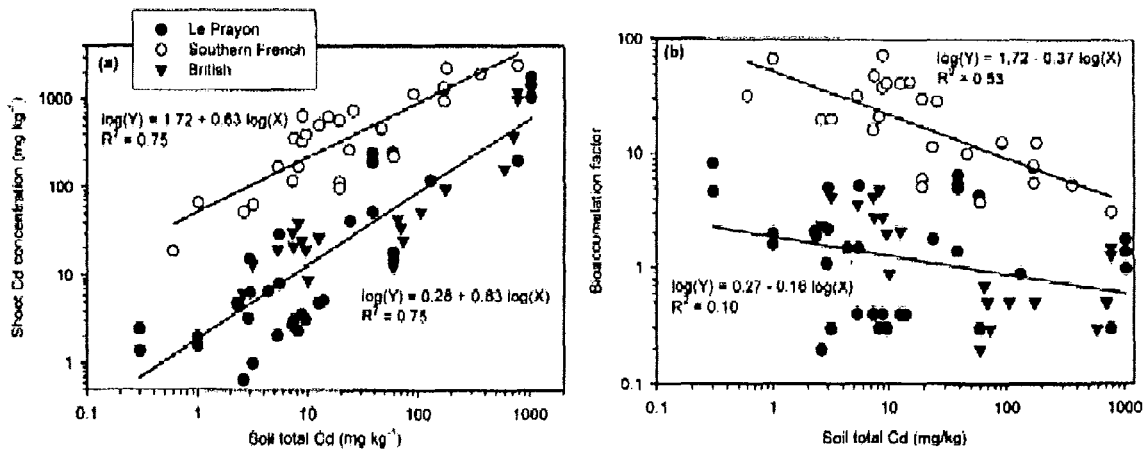 Le Prayon
Southern French
British
(a)
log(Y) = 1.72 + 0.63 log(X)
R² = 0.75
log(Y) = 0.28 + 0.83 log(X)
R² = 0.75
Shoot Cd concentration (mg kg⁻¹)
1000
100
10
1
0.1
1
10
100
1000
Soil total Cd (mg kg⁻¹)
(b)
log(Y) = 1.72 - 0.37 log(X)
R² = 0.53
log(Y) = 0.27 - 0.16 log(X)
R² = 0.10
Bioaccumulation factor
100
10
1
0.1
0.1
1
10
100
1000
Soil total Cd (mg/kg)